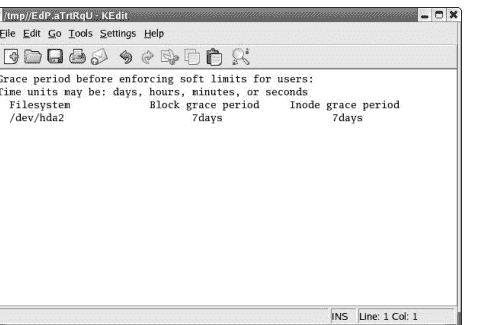 /tmp//EdP.aTrtRqU - KEdit
File Edit Go Tools Settings Help
Grace period before enforcing soft limits for users:
Time units may be: days, hours, minutes, or seconds
Filesystem Block grace period Inode grace period
/dev/hda2 7days 7days
INS Line: 1 Col: 1